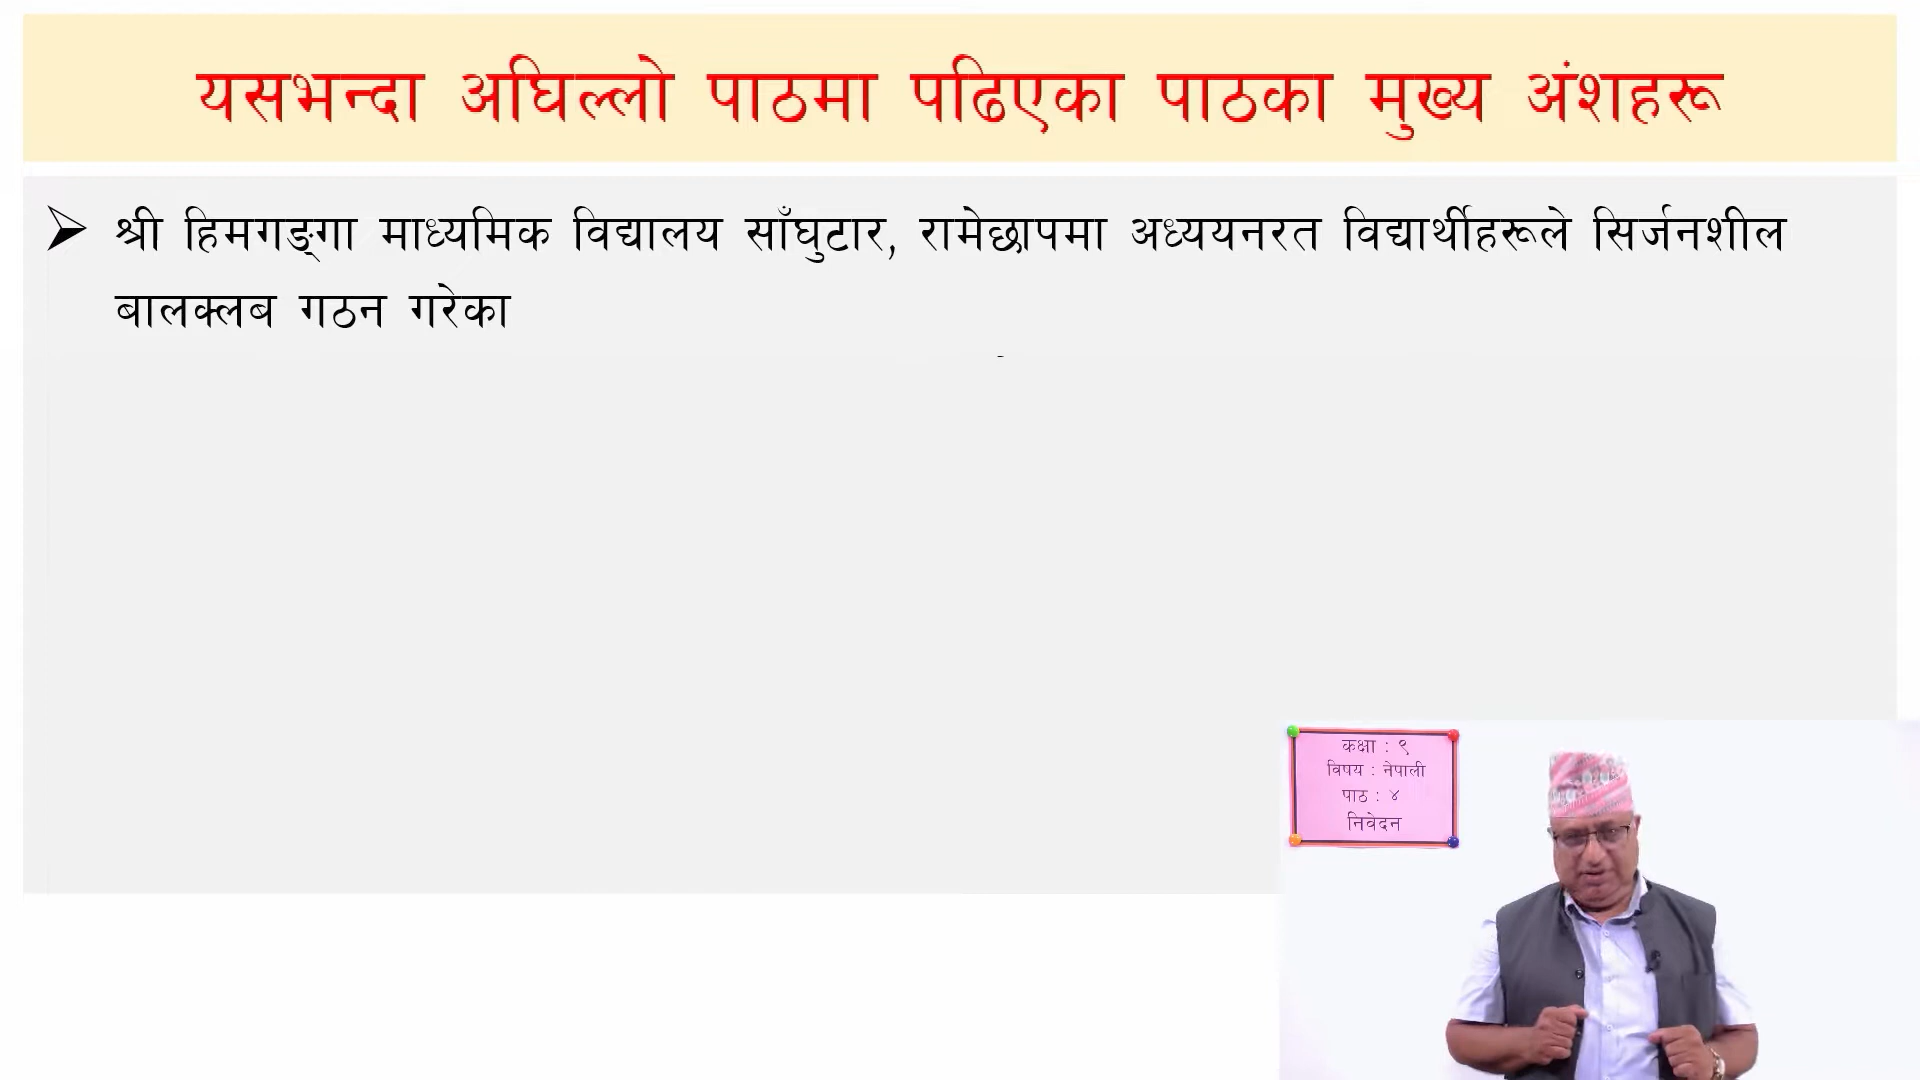 यसभन्दा अघिल्लो पाठमा पढिएका पाठका मुख्य अंशहरू
श्री हिमगङ्गा माध्यमिक विद्यालय साँघुटार, रामेछापमा अध्ययनरत विद्यार्थीहरूले सिर्जनशील
बालक्लब गठन गरेका
कक्षा : ९
विषय : नेपाली
पाठ : ४
निवेदन